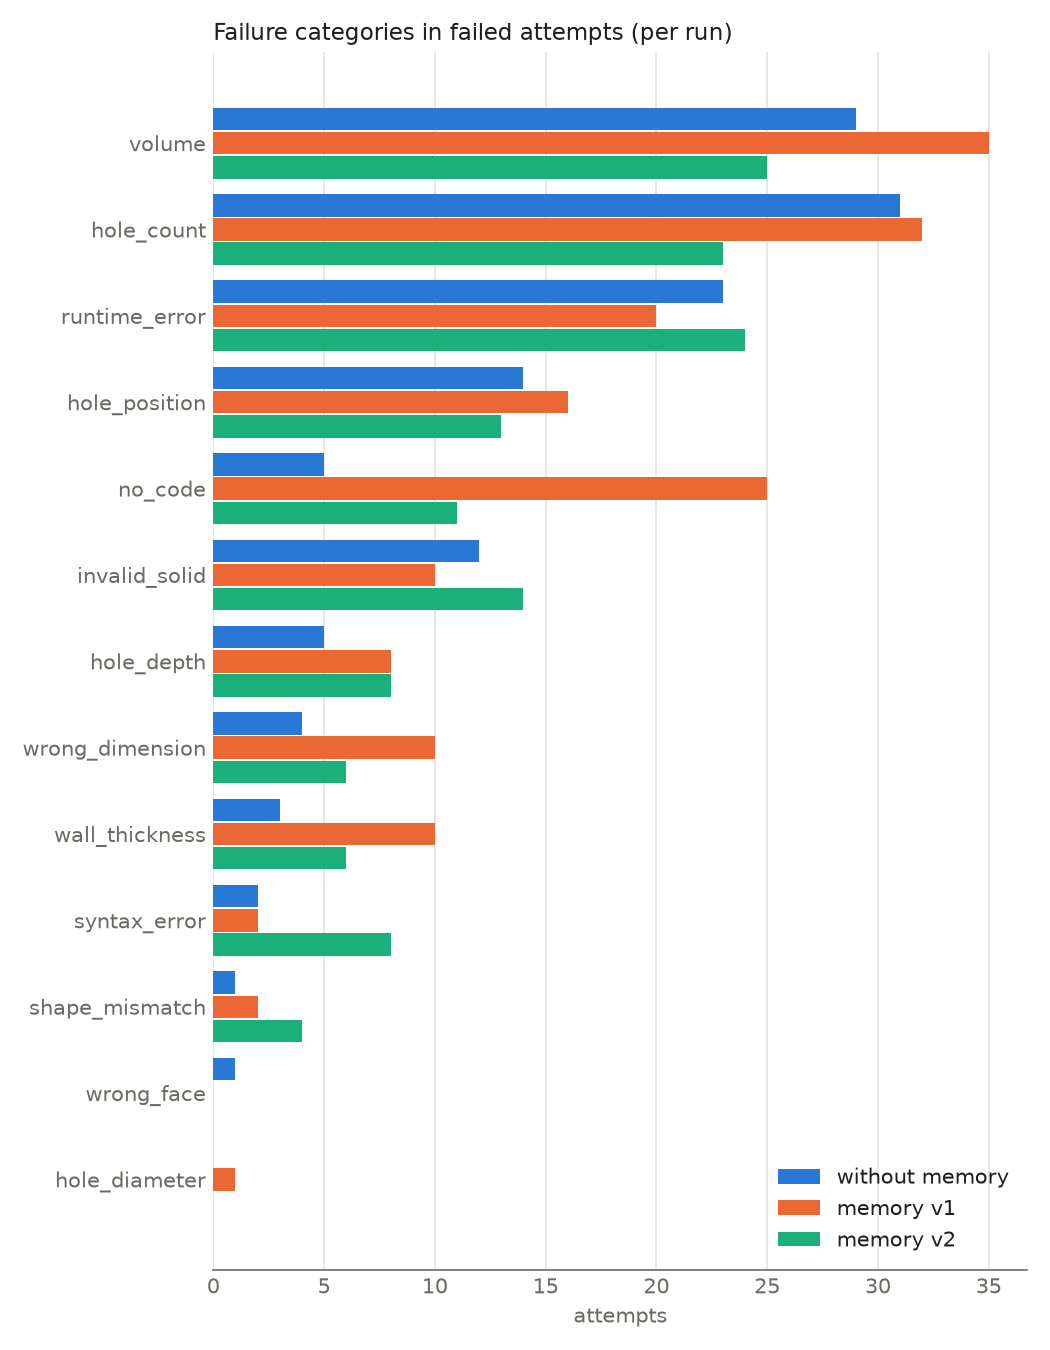 Failure categories in failed attempts (per run)
volume
hole_count
runtime_error
hole_position
no_code
invalid_solid
hole_depth
wrong_dimension
wall_thickness
syntax_error
shape_mismatch
wrong_face
hole_diameter
without memory
memory v1
memory v2
0 5 10 15 20 25 30 35
attempts